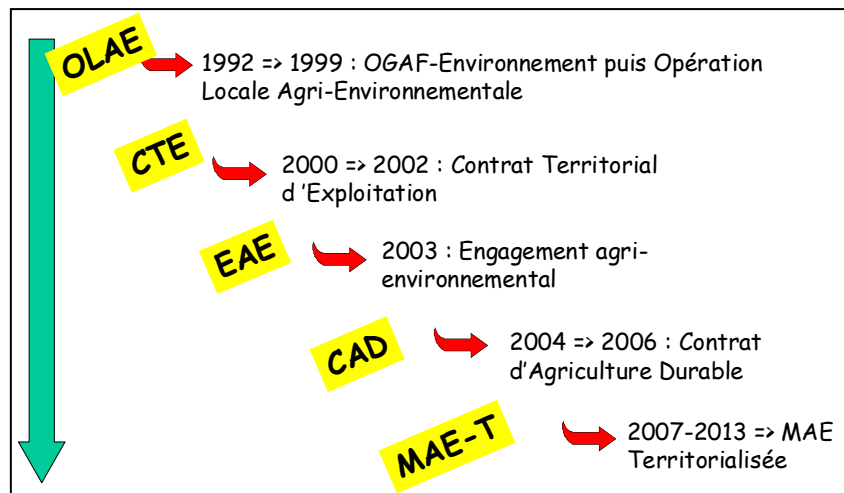 OLAE
1992 => 1999 : OGAF-Environnement puis Opération
Locale Agri-Environnementale
CTE
2000 => 2002 : Contrat Territorial
d ’Exploitation
EAE
2003 : Engagement agri-
environnemental
CAD
2004 => 2006 : Contrat
d’Agriculture Durable
MAE-T
2007-2013 => MAE
Territorialisée